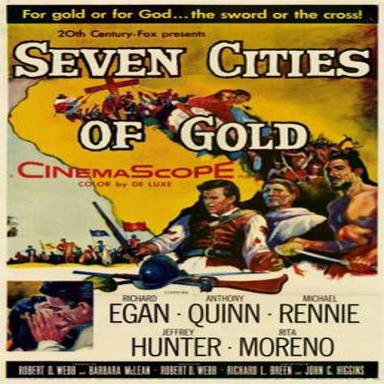 For gold or for God...the sword or the cross!
20th Century-Fox presents
SEVEN CITIES
OF GOLD
CINEMASCOPE
COLOR by DE LUXE
STARRING
RICHARD EGAN · ANTHONY QUINN · MICHAEL RENNIE
JEFFREY HUNTER · RITA MORENO
ROBERT D. WEBB AND BARBARA McLEAN · ROBERT D. WEBB · RICHARD L. BREEN AND JOHN C. HIGGINS